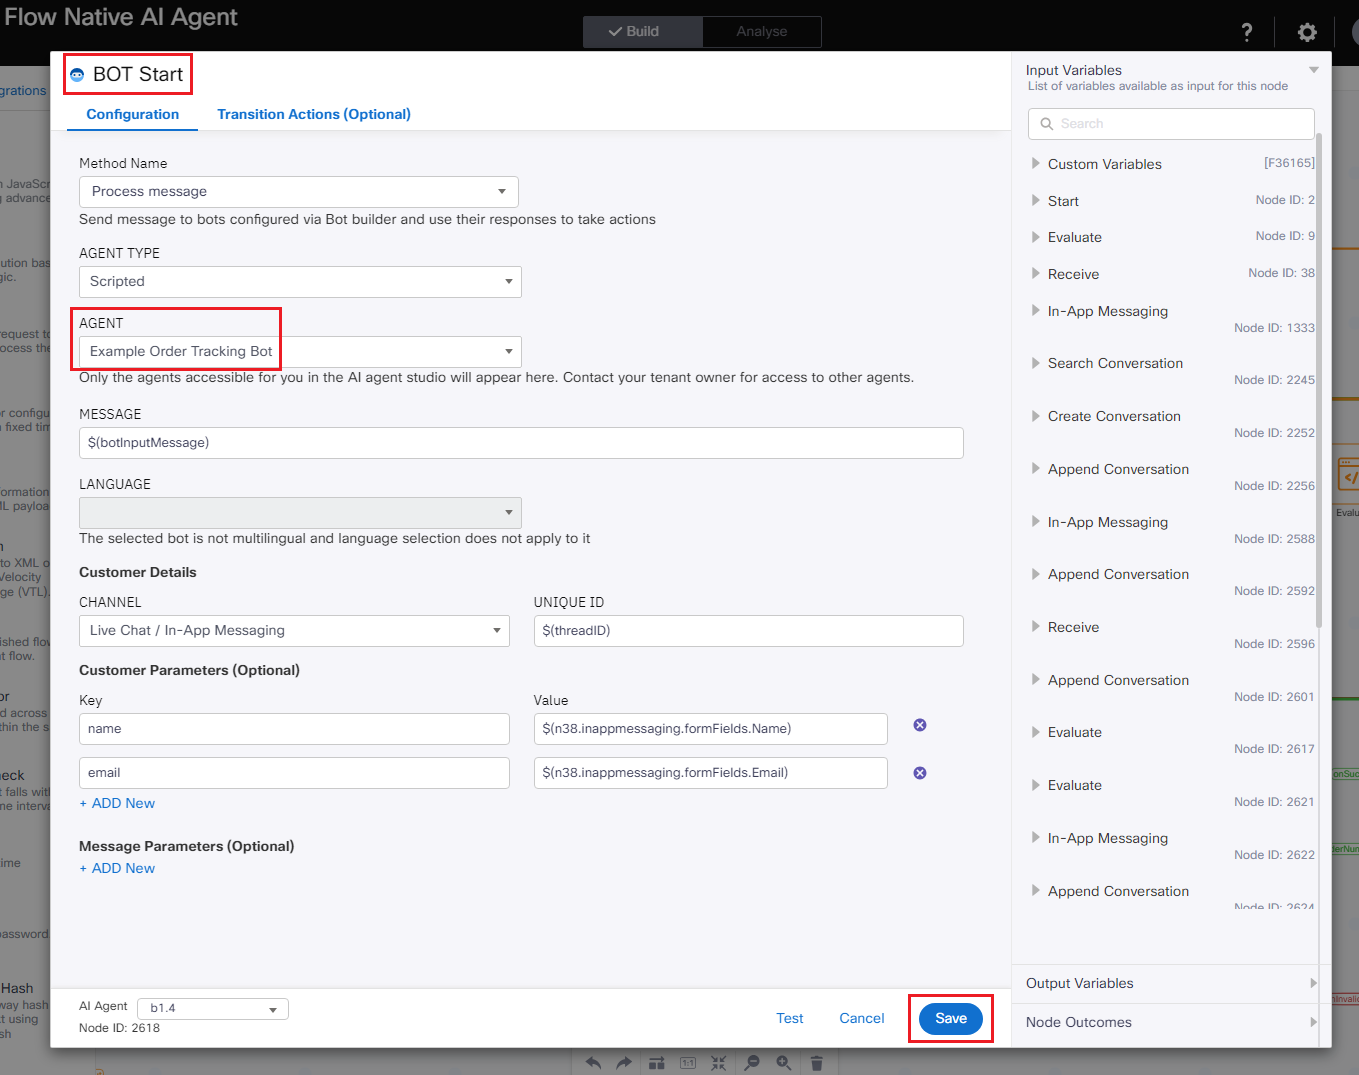 Flow Native AI Agent
Build
Analyse
?
BOT Start
Configuration
Transition Actions (Optional)
Method Name
Process message
Send message to bots configured via Bot builder and use their responses to take actions
AGENT TYPE
Scripted
AGENT
Example Order Tracking Bot
Only the agents accessible for you in the AI agent studio will appear here. Contact your tenant owner for access to other agents.
MESSAGE
$(botInputMessage)
LANGUAGE
The selected bot is not multilingual and language selection does not apply to it
Customer Details
CHANNEL
UNIQUE ID
Live Chat / In-App Messaging
$(threadID)
Customer Parameters (Optional)
Key
Value
name
$(n38.inappmessaging.formFields.Name)
email
$(n38.inappmessaging.formFields.Email)
+ ADD New
Message Parameters (Optional)
+ ADD New
AI Agent
b1.4
Node ID: 2618
Test
Cancel
Save
Input Variables
List of variables available as input for this node
Search
Custom Variables [F36165]
Start Node ID: 2
Evaluate Node ID: 9
Receive Node ID: 38
In-App Messaging
Node ID: 1333
Search Conversation
Node ID: 2245
Create Conversation
Node ID: 2252
Append Conversation
Node ID: 2256
In-App Messaging
Node ID: 2588
Append Conversation
Node ID: 2592
Receive
Node ID: 2596
Append Conversation
Node ID: 2601
Evaluate
Node ID: 2617
Evaluate
Node ID: 2621
In-App Messaging
Node ID: 2622
Append Conversation
Node ID: 2624
Output Variables
Node Outcomes